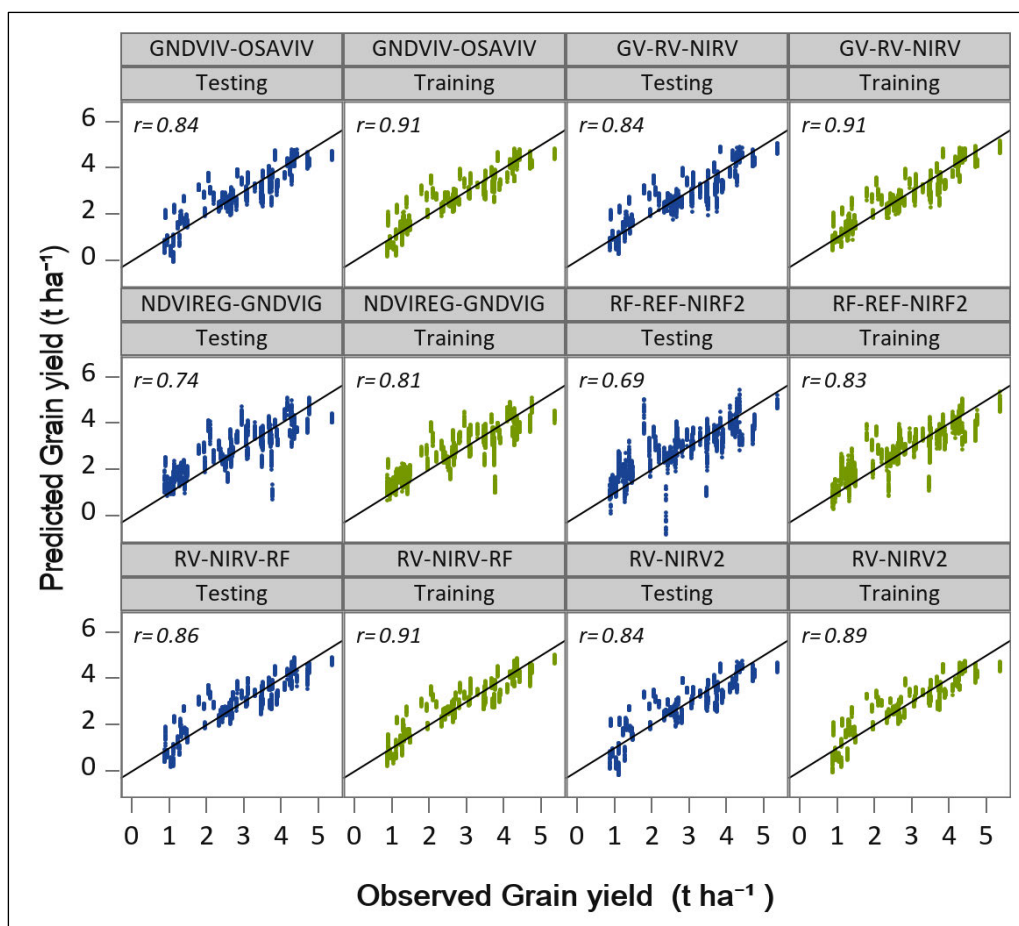 GNDVIV-OSAVIV GNDVIV-OSAVIV GV-RV-NIRV GV-RV-NIRV
Testing Training Testing Training
r=0.84 r=0.91 r=0.84 r=0.91
6
4
2
0
NDVIREG-GNDVIG NDVIREG-GNDVIG RF-REF-NIRF2 RF-REF-NIRF2
Testing Training Testing Training
r=0.74 r=0.81 r=0.69 r=0.83
6
4
2
0
RV-NIRV-RF RV-NIRV-RF RV-NIRV2 RV-NIRV2
Testing Training Testing Training
r=0.86 r=0.91 r=0.84 r=0.89
6
4
2
0
Predicted Grain yield (t ha⁻¹)
0 1 2 3 4 5 0 1 2 3 4 5 0 1 2 3 4 5 0 1 2 3 4 5
Observed Grain yield (t ha⁻¹ )